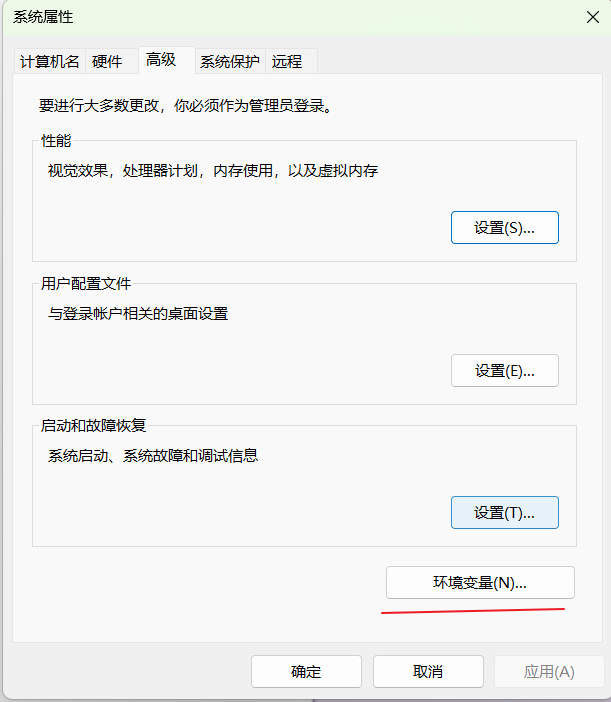 系统属性
计算机名 硬件 高级 系统保护 远程
要进行大多数更改，你必须作为管理员登录。
性能
视觉效果，处理器计划，内存使用，以及虚拟内存
设置(S)...
用户配置文件
与登录帐户相关的桌面设置
设置(E)...
启动和故障恢复
系统启动、系统故障和调试信息
设置(T)...
环境变量(N)...
确定 取消 应用(A)